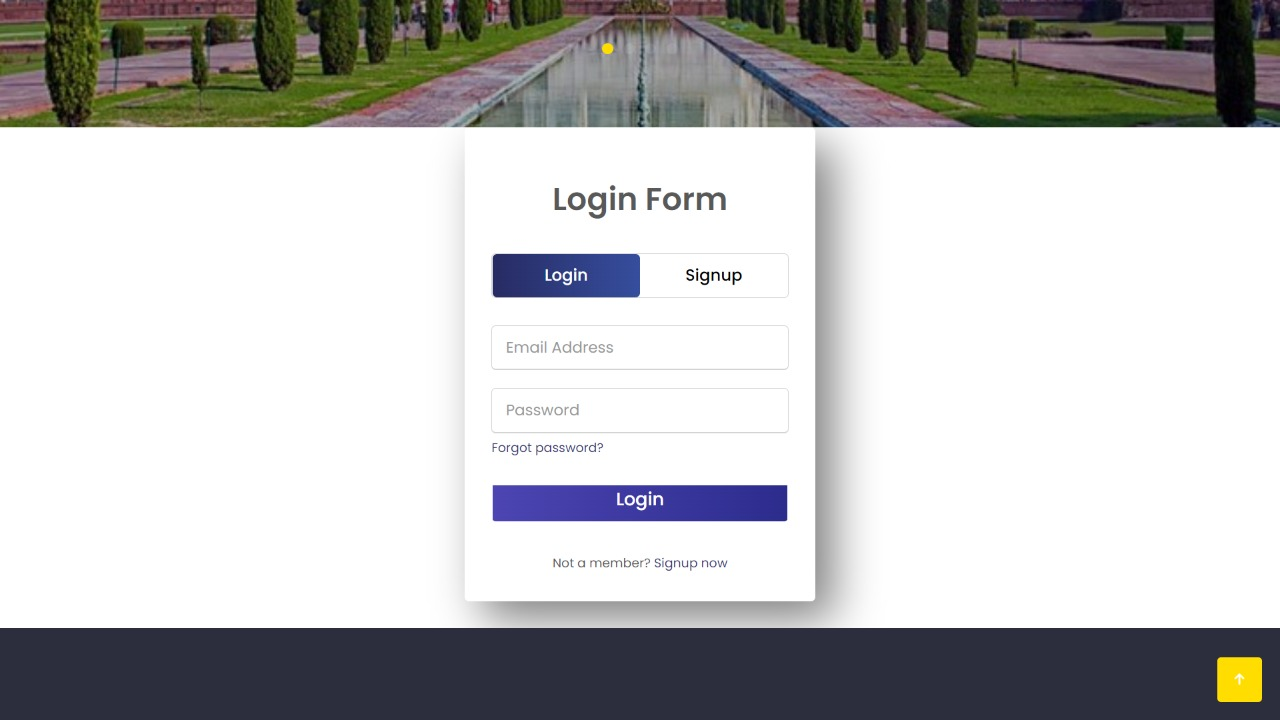 Login Form
Login Signup
Email Address
Password
Forgot password?
Login
Not a member? Signup now